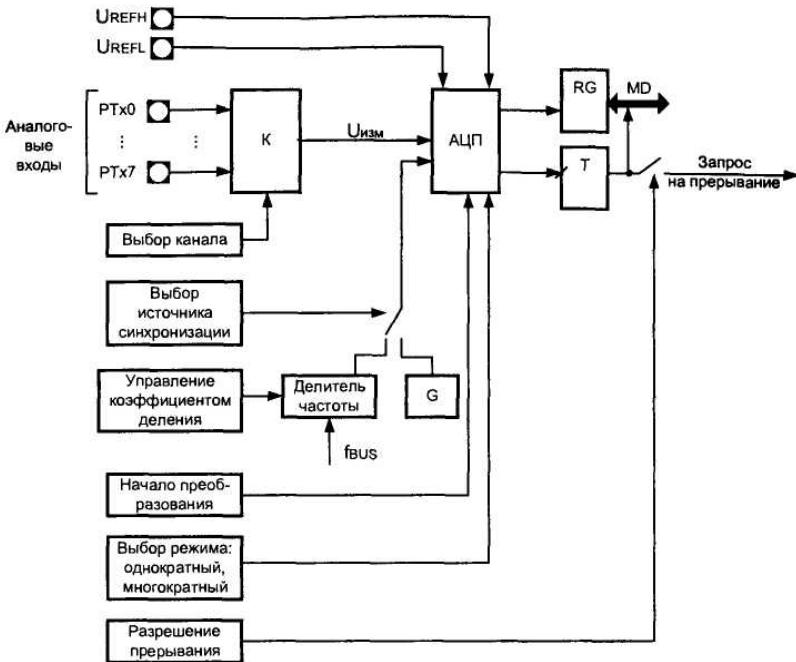 UREFH
UREFL
RG
MD
Аналого-
вые
входы
PTx0
⋮
⋮
PTx7
К
Uизм
АЦП
T
Запрос
на прерывание
Выбор канала
Выбор
источника
синхронизации
Управление
коэффициентом
деления
Делитель
частоты
G
fBUS
Начало преоб-
разования
Выбор режима:
однократный,
многократный
Разрешение
прерывания